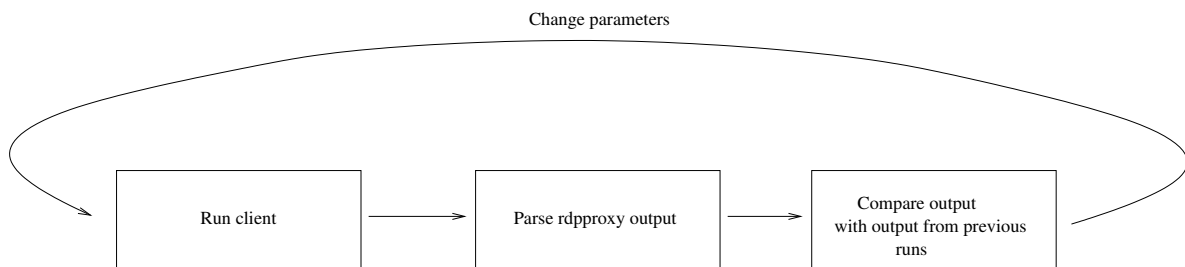 Change parameters
Run client
Parse rdpproxy output
Compare output
with output from previous
runs